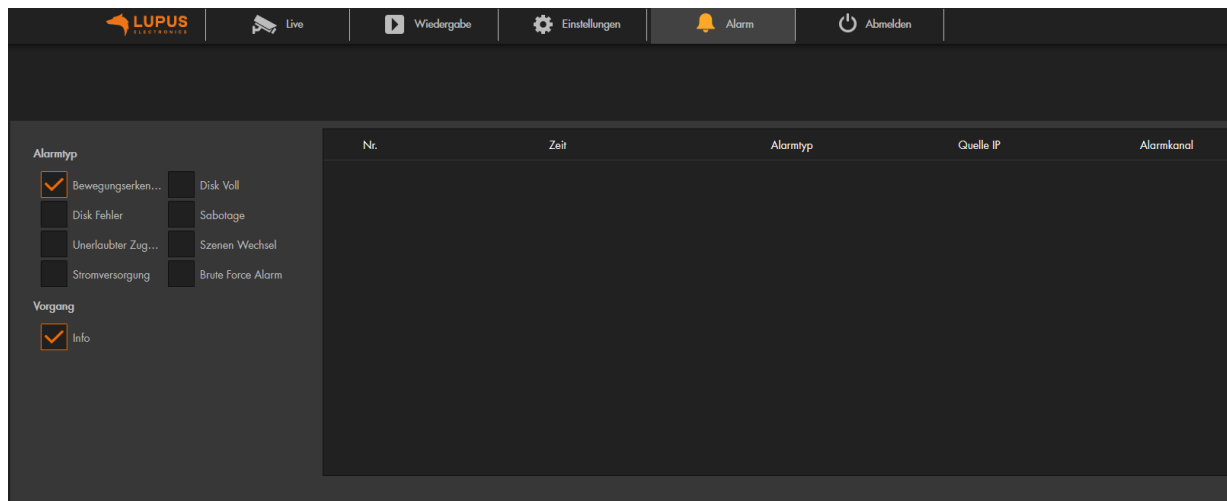 LUPUS ELECTRONICS Live Wiedergabe Einstellungen Alarm Abmelden
Nr. Zeit Alarmtyp Quelle IP Alarmkanal
Alarmtyp
Bewegungserken... Disk Voll
Disk Fehler Sabotage
Unerlaubter Zug... Szenen Wechsel
Stromversorgung Brute Force Alarm
Vorgang
Info